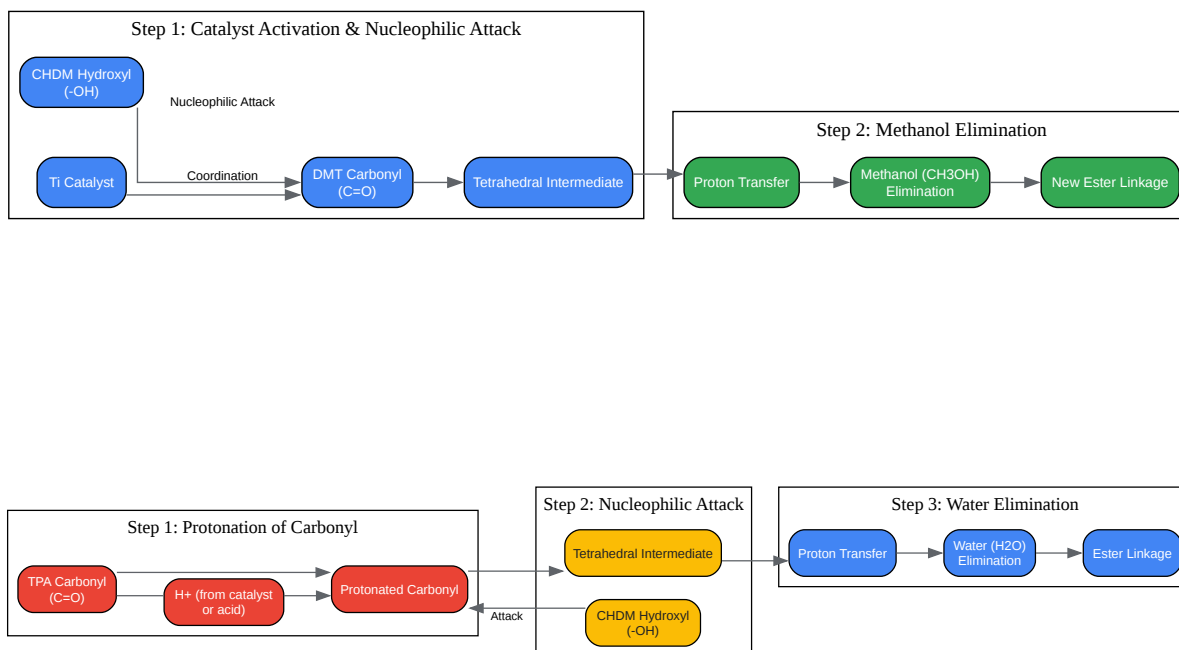 Step 1: Catalyst Activation & Nucleophilic Attack
CHDM Hydroxyl
(-OH)
Nucleophilic Attack
Ti Catalyst
Coordination
DMT Carbonyl
(C=O)
Tetrahedral Intermediate
Step 2: Methanol Elimination
Proton Transfer
Methanol (CH3OH)
Elimination
New Ester Linkage
Step 1: Protonation of Carbonyl
TPA Carbonyl
(C=O)
H+ (from catalyst
or acid)
Protonated Carbonyl
Step 2: Nucleophilic Attack
Tetrahedral Intermediate
Attack
CHDM Hydroxyl
(-OH)
Step 3: Water Elimination
Proton Transfer
Water (H2O)
Elimination
Ester Linkage